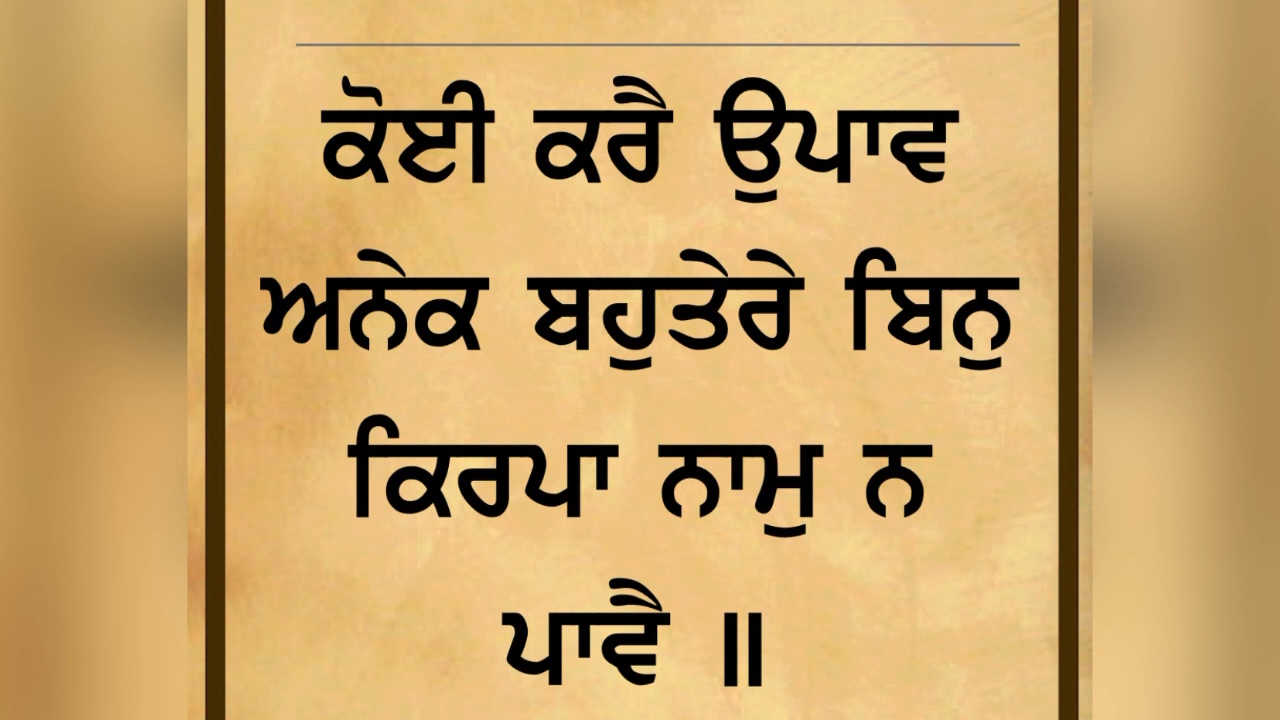 ਕੋਈ ਕਰੈ ਉਪਾਵ
ਅਨੇਕ ਬਹੁਤੇਰੇ ਬਿਨੁ
ਕਿਰਪਾ ਨਾਮੁ ਨ
ਪਾਵੈ ॥